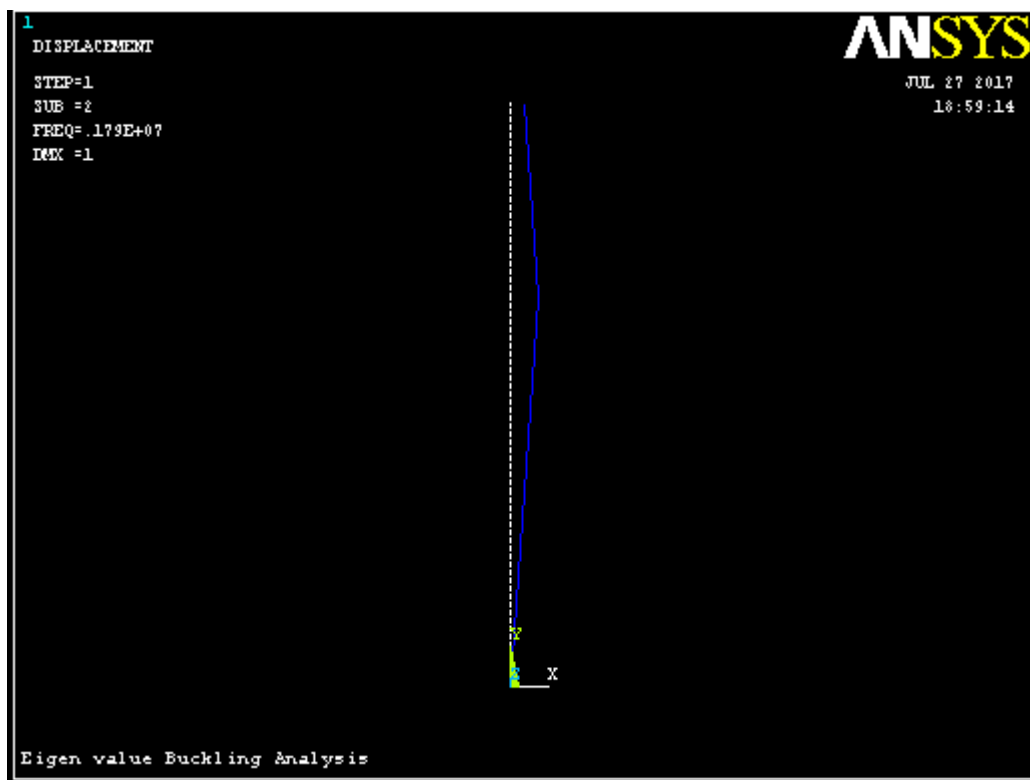 1
DISPLACEMENT
STEP=1
SUB =2
FREQ=.179E+07
DMX =1
ANSYS
JUL 27 2017
18:59:14
Y
Z
X
Eigen value Buckling Analysis